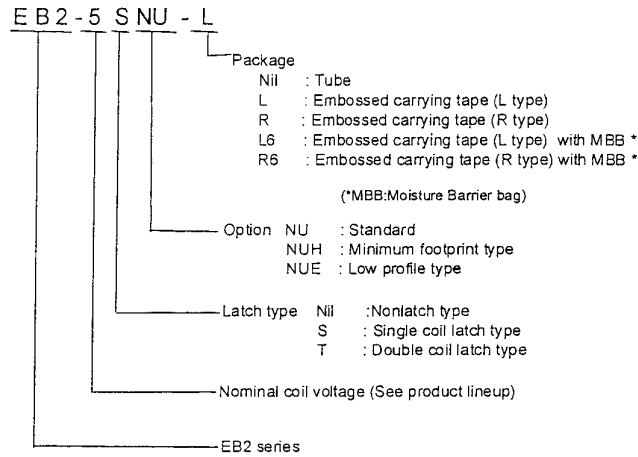 EB2-5SNU-L
Package
Nil : Tube
L : Embossed carrying tape (L type)
R : Embossed carrying tape (R type)
L6 : Embossed carrying tape (L type) with MBB *
R6 : Embossed carrying tape (R type) with MBB *
(*MBB:Moisture Barrier bag)
Option NU : Standard
NUH : Minimum footprint type
NUE : Low profile type
Latch type Nil :Nonlatch type
S : Single coil latch type
T : Double coil latch type
Nominal coil voltage (See product lineup)
EB2 series